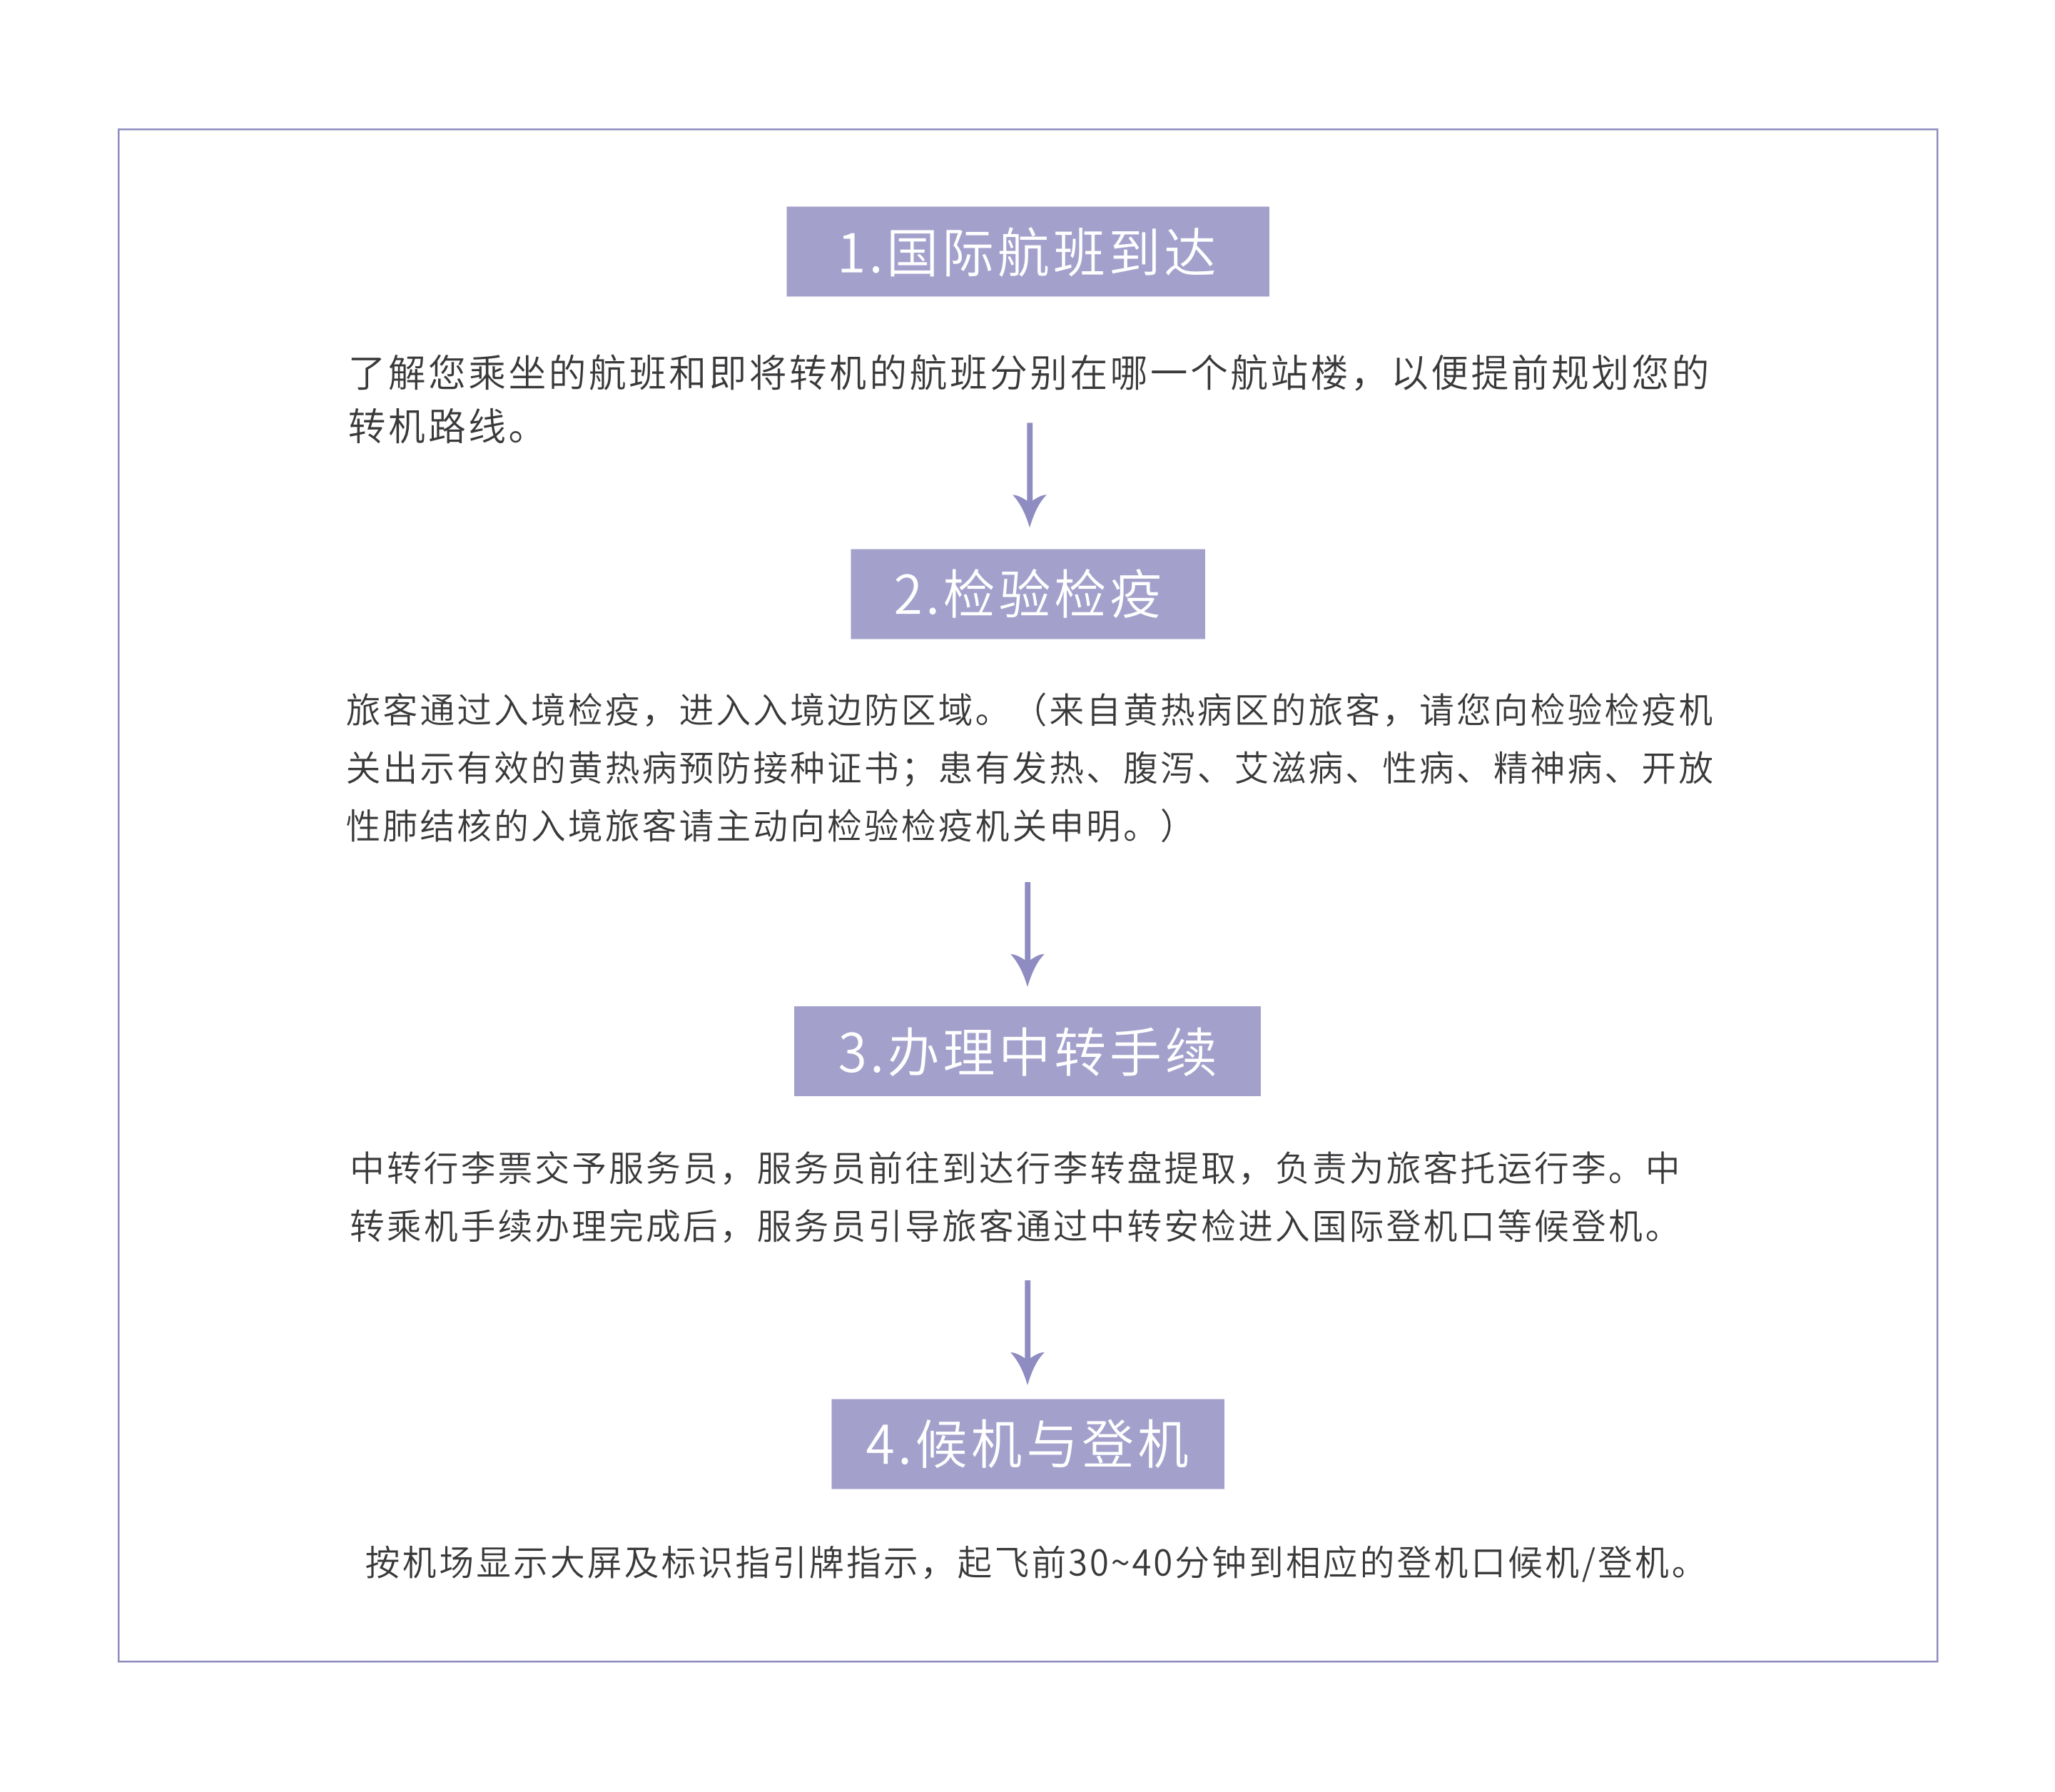 1.国际航班到达
了解您乘坐的航班和即将转机的航班分别在哪一个航站楼，以便提前规划您的
转机路线。
2.检验检疫
旅客通过入境检疫，进入入境边防区域。（来自黄热病疫区的旅客，请您向检验检疫机
关出示有效的黄热病预防接种证书；患有发热、腹泻、艾滋病、性病、精神病、开放
性肺结核的入境旅客请主动向检验检疫机关申明。）
3.办理中转手续
中转行李票交予服务员，服务员前往到达行李转盘提取，负责为旅客托运行李。中
转乘机手续办理完成后，服务员引导旅客通过中转安检进入国际登机口等候登机。
4.候机与登机
按机场显示大屏及标识指引牌指示，起飞前30~40分钟到相应的登机口候机/登机。